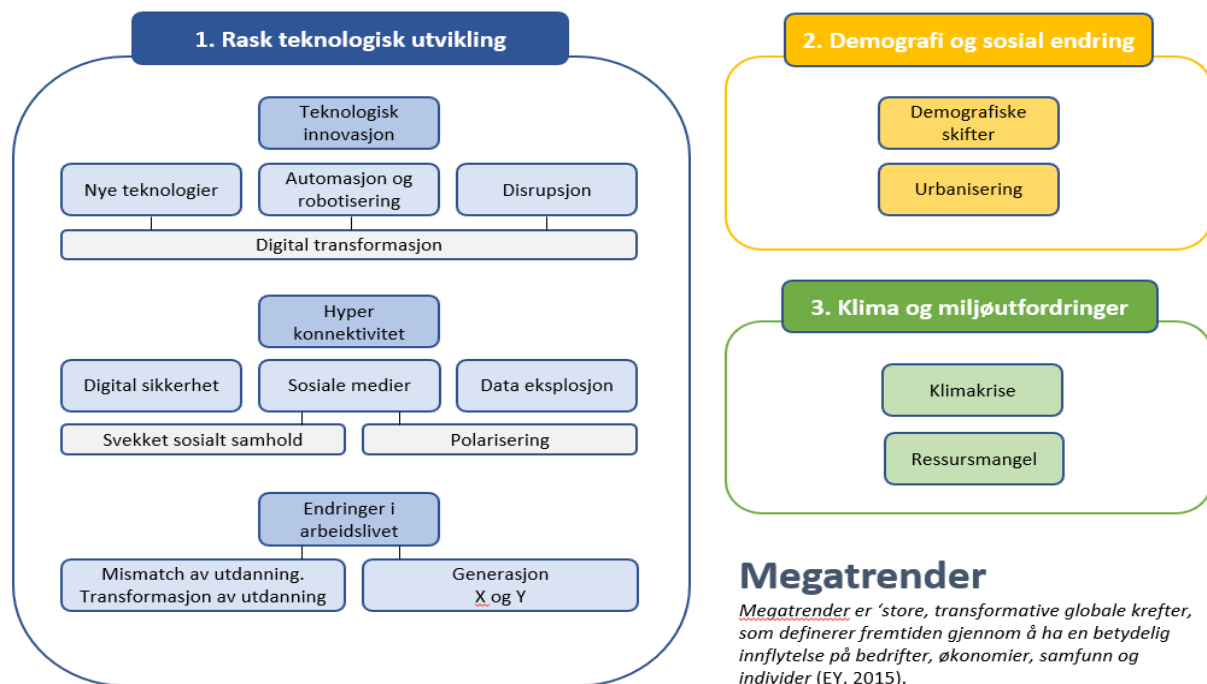 1. Rask teknologisk utvikling
Teknologisk
innovasjon
Nye teknologier
Automasjon og
robotisering
Disrupsjon
Digital transformasjon
Hyper
konnektivitet
Digital sikkerhet
Sosiale medier
Data eksplosjon
Svekket sosialt samhold
Polarisering
Endringer i
arbeidslivet
Mismatch av utdanning.
Transformasjon av utdanning
Generasjon
X og Y
2. Demografi og sosial endring
Demografiske
skifter
Urbanisering
3. Klima og miljøutfordringer
Klimakrise
Ressursmangel
Megatrender
Megatrender er ‘store, transformative globale krefter,
som definerer fremtiden gjennom å ha en betydelig
innflytelse på bedrifter, økonomier, samfunn og
individer (EY, 2015).